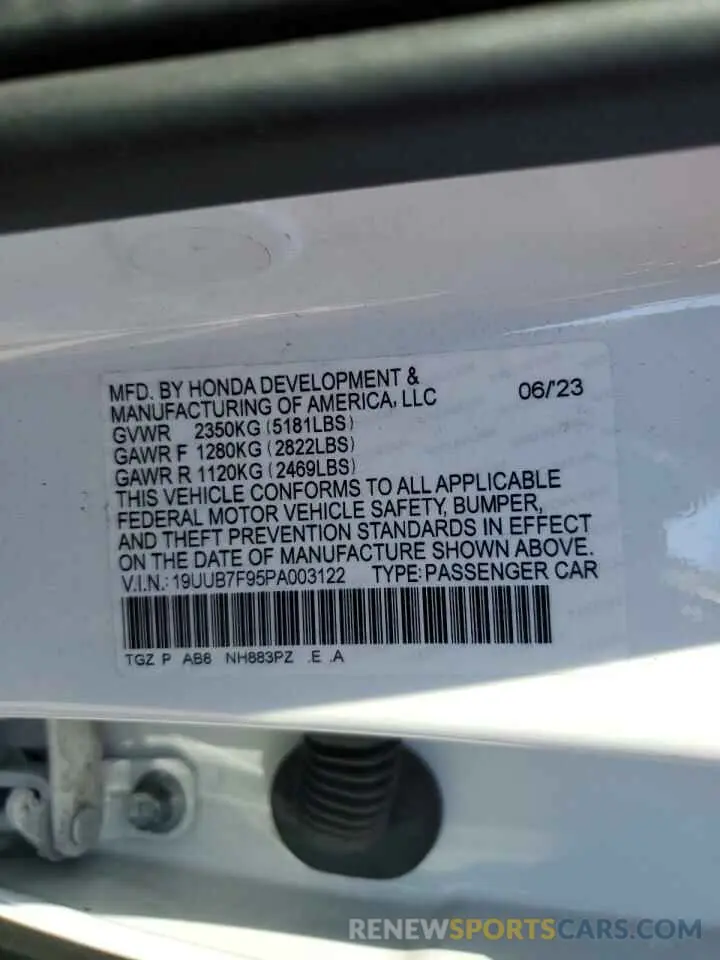 MFD. BY HONDA DEVELOPMENT & 06/'23
MANUFACTURING OF AMERICA, LLC
GVWR 2350KG (5181LBS)
GAWR F 1280KG (2822LBS)
GAWR R 1120KG (2469LBS)
THIS VEHICLE CONFORMS TO ALL APPLICABLE
FEDERAL MOTOR VEHICLE SAFETY, BUMPER,
AND THEFT PREVENTION STANDARDS IN EFFECT
ON THE DATE OF MANUFACTURE SHOWN ABOVE.
V.I.N.: 19UUB7F95PA003122 TYPE: PASSENGER CAR
TGZ P AB8 NH883PZ .E .A
RENEWSPORTSCARS.COM